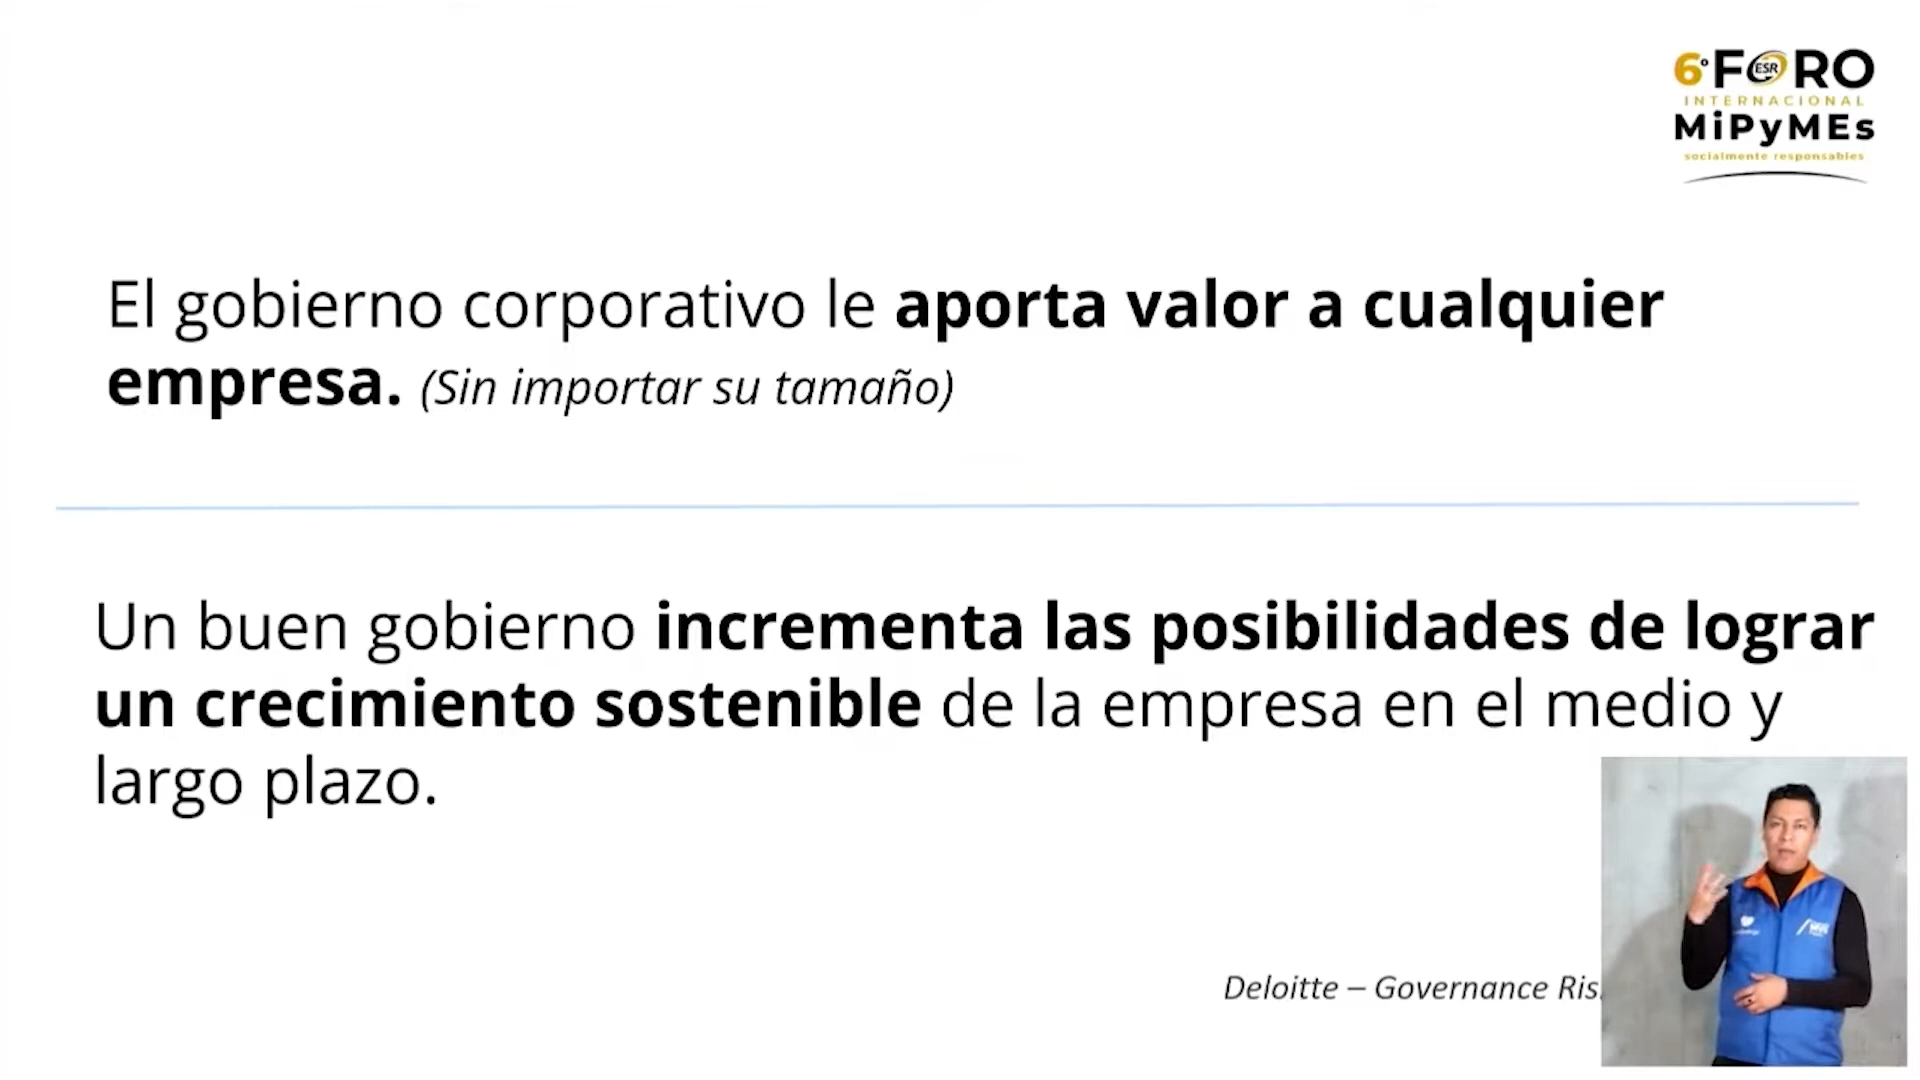 6º FORO
ESR
INTERNACIONAL
MiPyMEs
socialmente responsables
El gobierno corporativo le aporta valor a cualquier
empresa. (Sin importar su tamaño)
Un buen gobierno incrementa las posibilidades de lograr
un crecimiento sostenible de la empresa en el medio y
largo plazo.
Deloitte – Governance